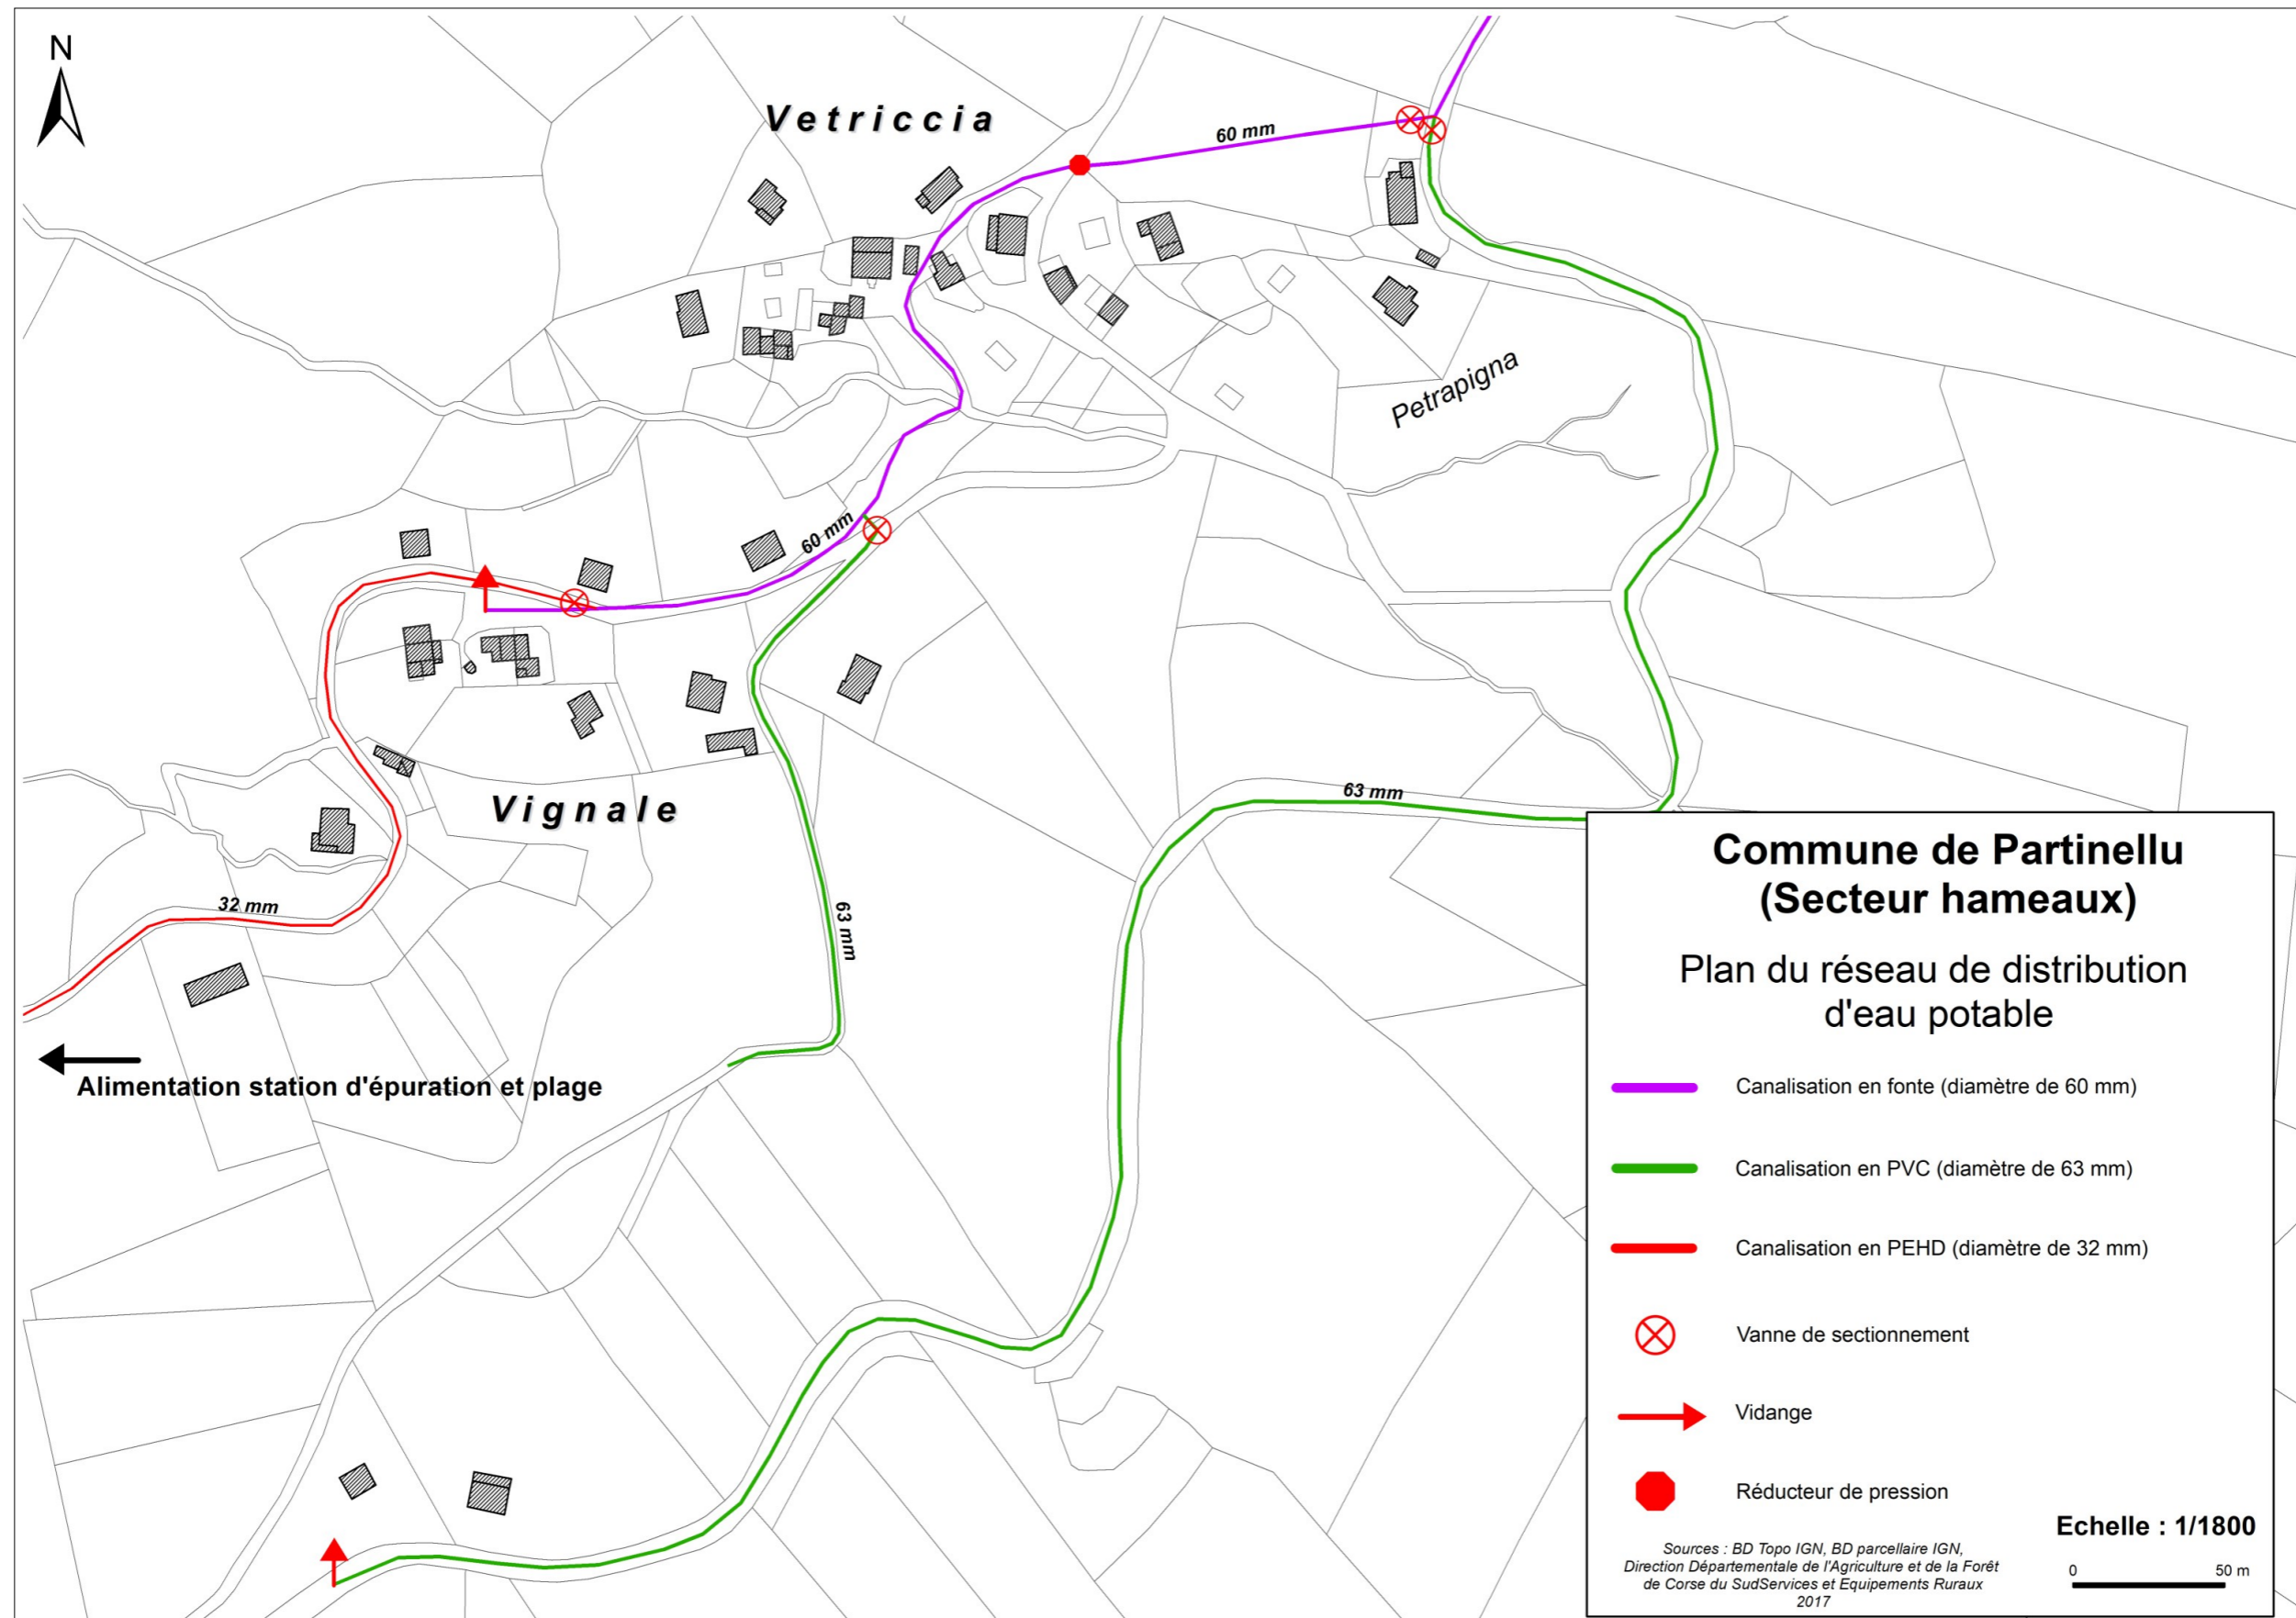 N
Vetriccia
60 mm
Petrapigna
60 mm
63 mm
Vignale
32 mm
63 mm
Alimentation station d'épuration et plage
Commune de Partinellu
(Secteur hameaux)
Plan du réseau de distribution
d'eau potable
Canalisation en fonte (diamètre de 60 mm)
Canalisation en PVC (diamètre de 63 mm)
Canalisation en PEHD (diamètre de 32 mm)
Vanne de sectionnement
Vidange
Réducteur de pression
Echelle : 1/1800
Sources : BD Topo IGN, BD parcellaire IGN,
Direction Départementale de l'Agriculture et de la Forêt
de Corse du SudServices et Equipements Ruraux
2017
0 50 m